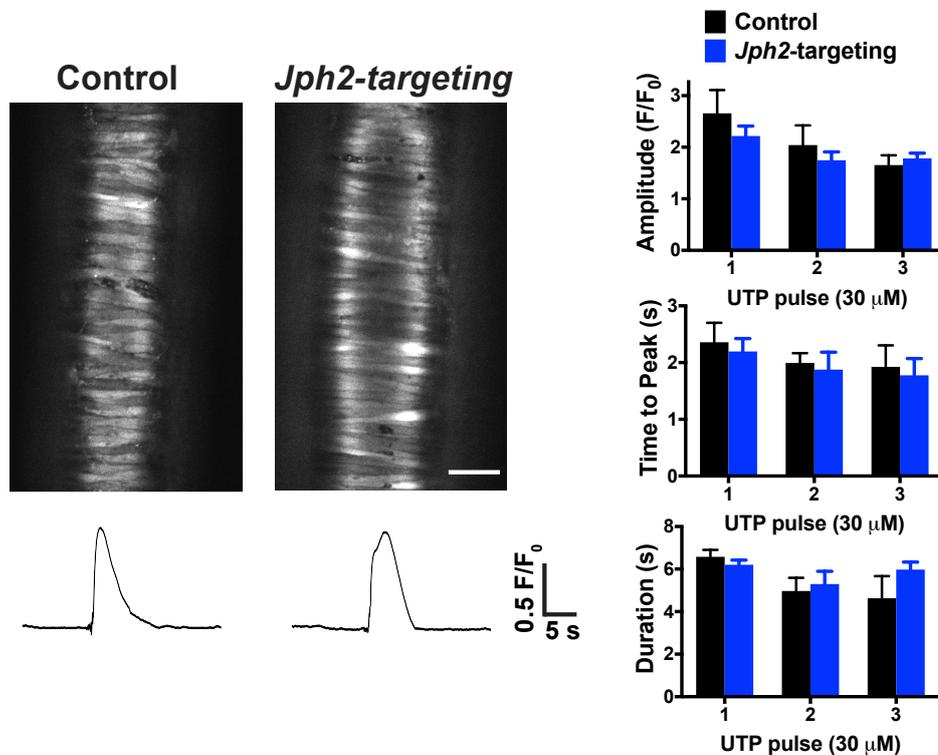 Control
Jph2-targeting
Control
Jph2-targeting
0.5 F/F0
5 s
Amplitude (F/F0)
3
2
1
0
1 2 3
UTP pulse (30 μM)
Time to Peak (s)
3
2
1
0
1 2 3
UTP pulse (30 μM)
Duration (s)
8
6
4
2
0
1 2 3
UTP pulse (30 μM)